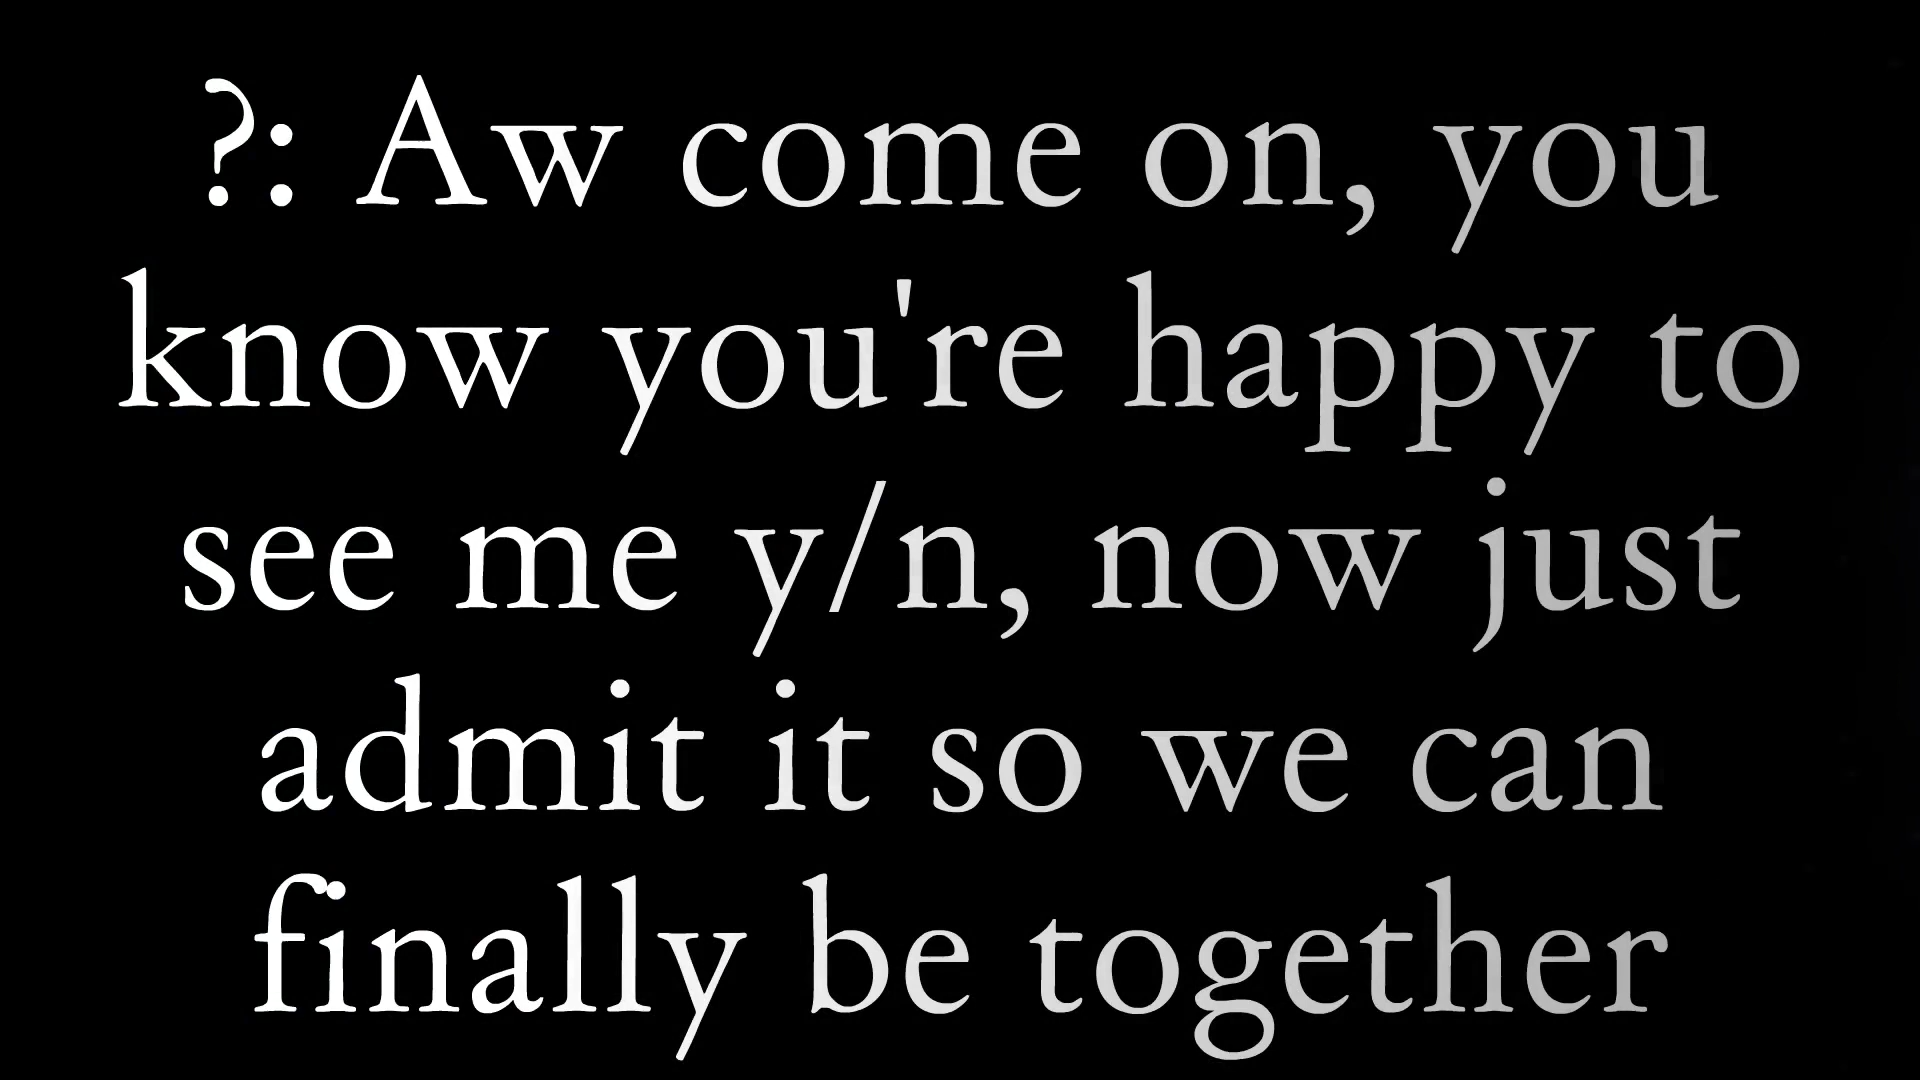 ?: Aw come on, you
know you're happy to
see me y/n, now just
admit it so we can
finally be together